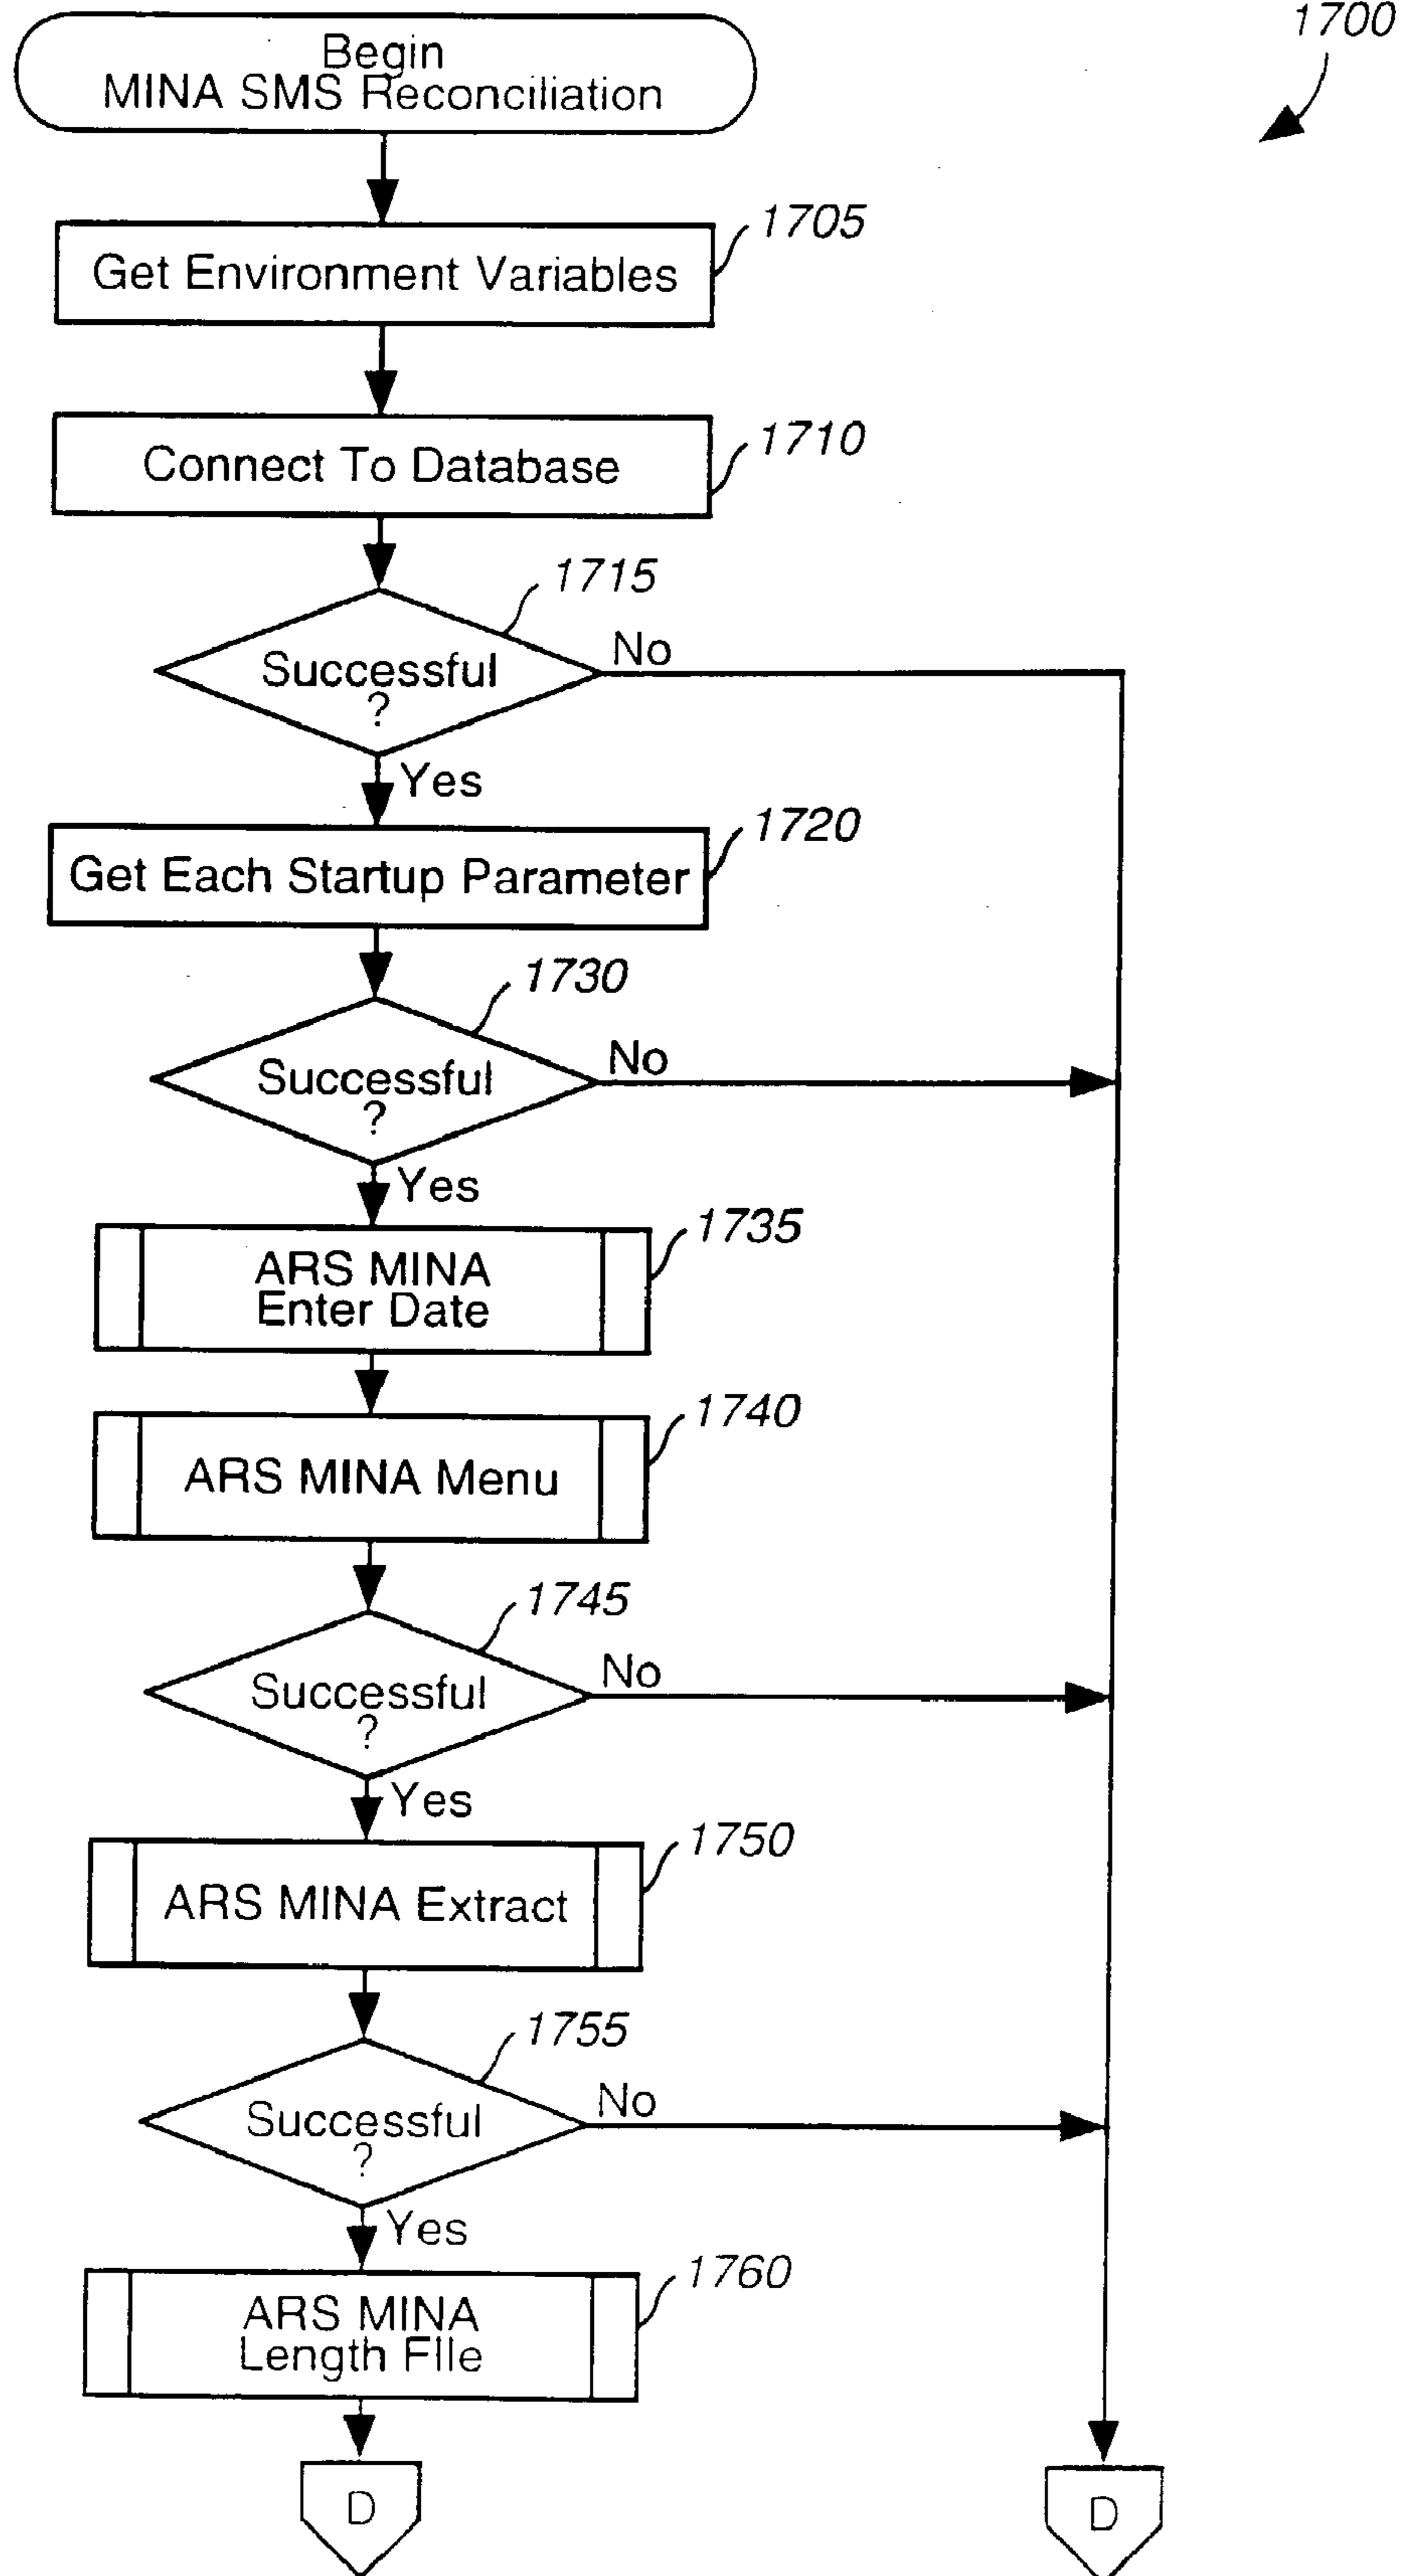 1700
Begin
MINA SMS Reconciliation
1705
Get Environment Variables
1710
Connect To Database
1715
Successful
?
No
Yes
1720
Get Each Startup Parameter
1730
Successful
?
No
Yes
1735
ARS MINA
Enter Date
1740
ARS MINA Menu
1745
Successful
?
No
Yes
1750
ARS MINA Extract
1755
Successful
?
No
Yes
1760
ARS MINA
Length File
D
D